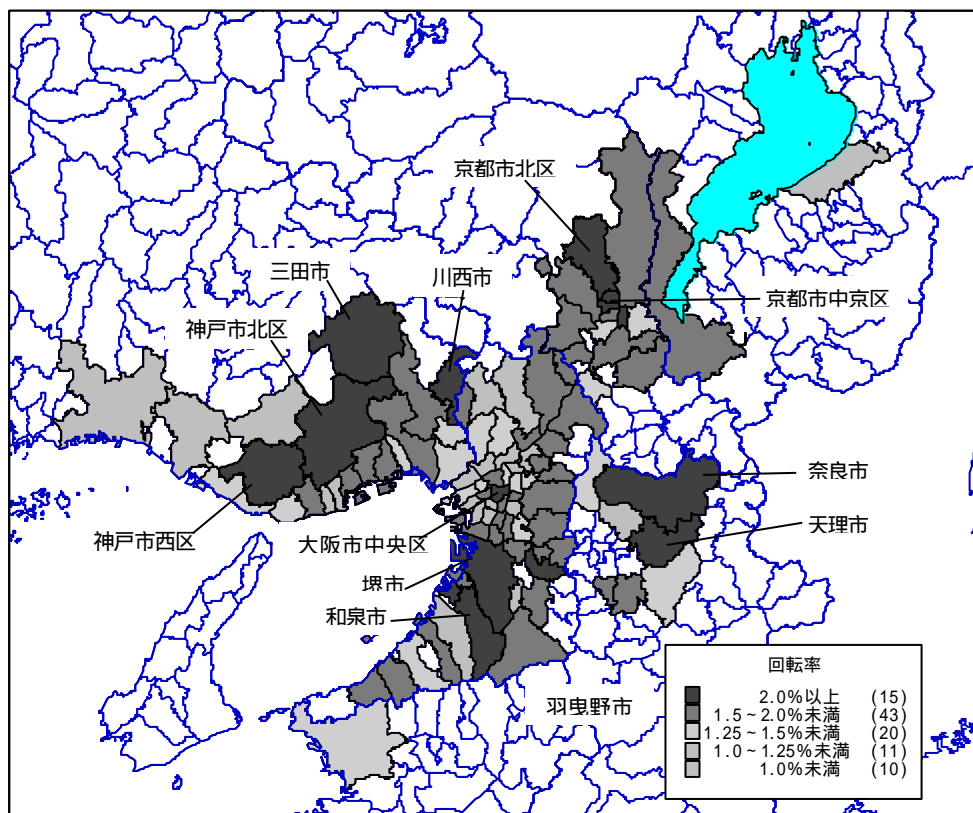 京都市北区
三田市
川西市
京都市中京区
神戸市北区
奈良市
天理市
神戸市西区
大阪市中央区
堺市
和泉市
羽曳野市
回転率
2.0%以上 (15)
1.5~2.0%未満 (43)
1.25~1.5%未満 (20)
1.0~1.25%未満 (11)
1.0%未満 (10)